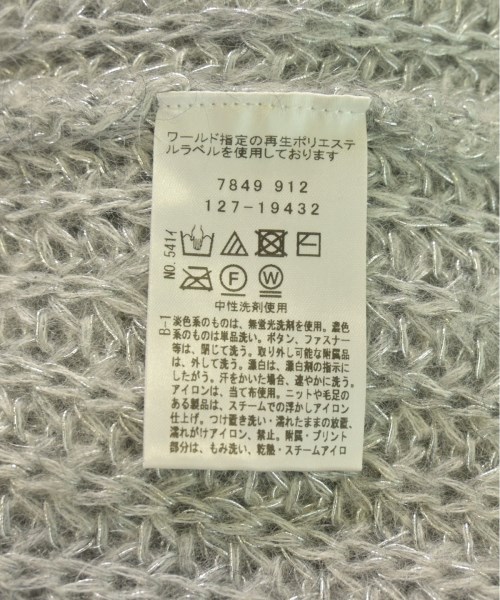 ワールド指定の再生ポリエステ
ルラベルを使用しております
7849 912
127-19432
NO. 541イ
F W
中性洗剤使用
B-1
淡色系のものは、無蛍光洗剤を使用。濃色
系のものは単品洗い。ボタン、ファスナー
等は、閉じて洗う。取り外し可能な附属品
は、外して洗う。漂白は、漂白剤の指示に
したがう。汗をかいた場合、速やかに洗う。
アイロンは、当て布使用。ニットや毛足の
ある製品は、スチームでの浮かしアイロン
仕上げ。つけ置き洗い・濡れたままの放置、
濡れがけアイロン、禁止。附属・プリント
部分は、もみ洗い、乾熱・スチームアイロ